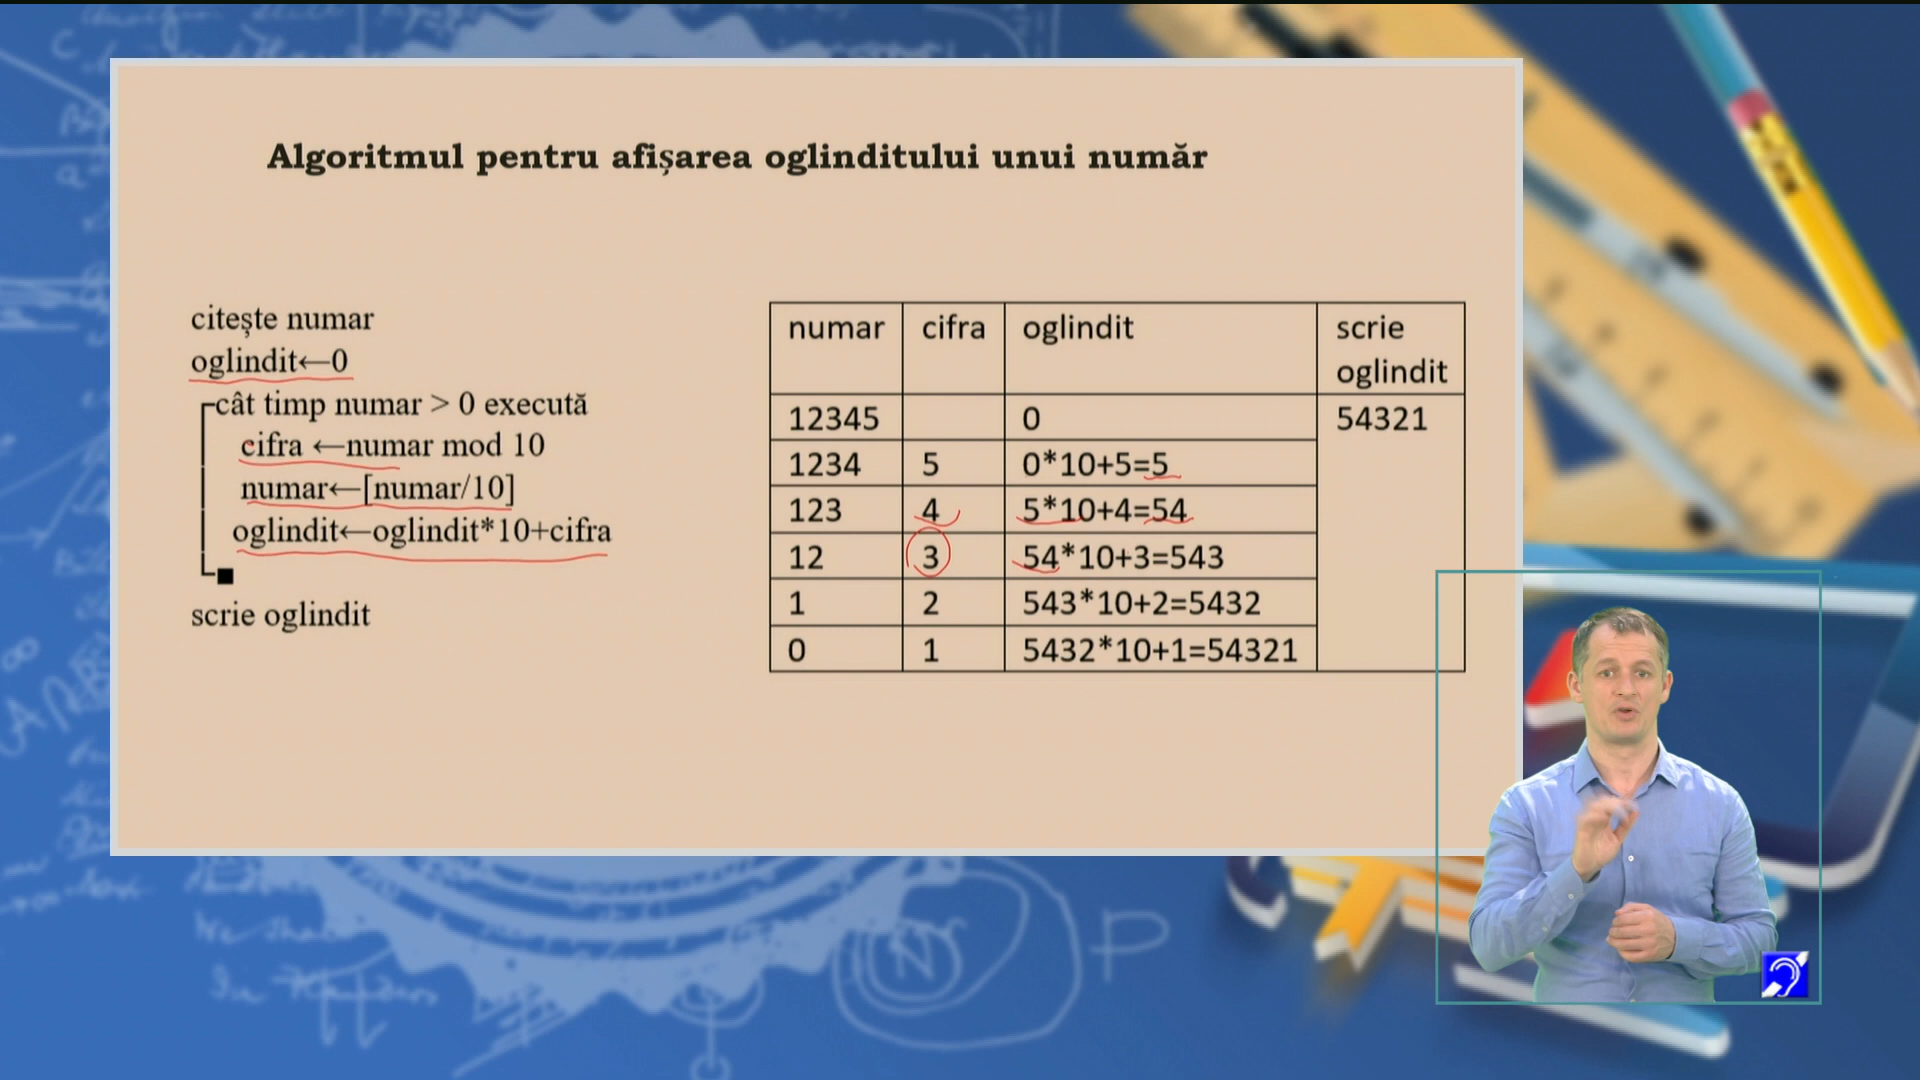 Algoritmul pentru afișarea oglinditului unui număr
citește numar
oglindit←0
cât timp numar > 0 execută
cifra ←numar mod 10
numar←[numar/10]
oglindit←oglindit*10+cifra
scrie oglindit
numar cifra oglindit scrie oglindit
12345 0 54321
1234 5 0*10+5=5
123 4 5*10+4=54
12 3 54*10+3=543
1 2 543*10+2=5432
0 1 5432*10+1=54321
P
N